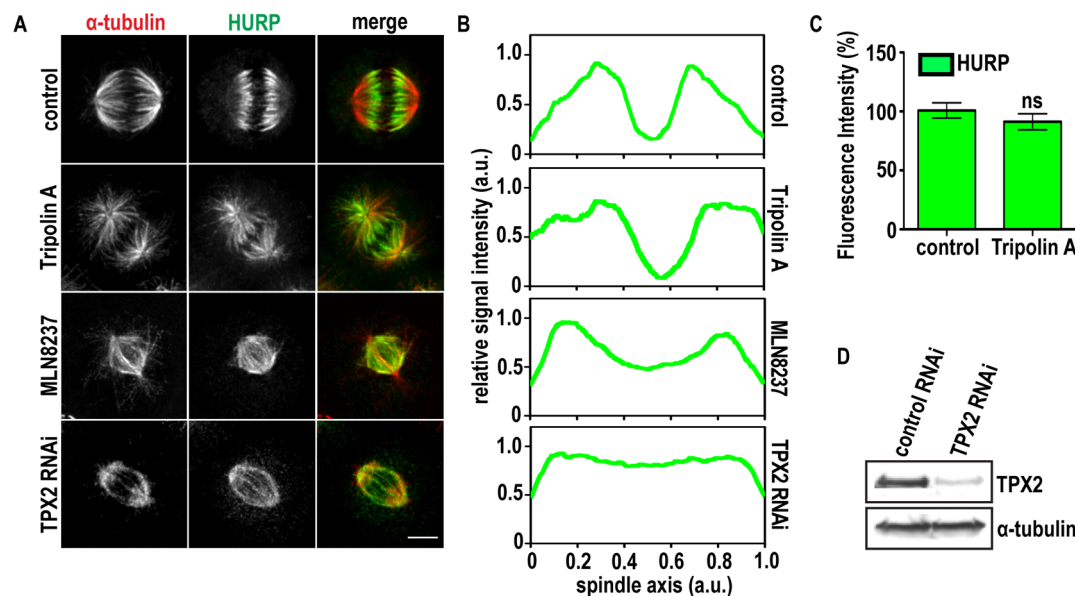 A
α-tubulin
HURP
merge
control
Tripolin A
MLN8237
TPX2 RNAi
B
relative signal intensity (a.u.)
1.0
0.5
0
control
1.0
0.5
0
Tripolin A
1.0
0.5
0
MLN8237
1.0
0.5
0
TPX2 RNAi
0 0.2 0.4 0.6 0.8 1.0
spindle axis (a.u.)
C
Fluorescence Intensity (%)
150
100
50
0
HURP
ns
control Tripolin A
D
control RNAi
TPX2 RNAi
TPX2
α-tubulin